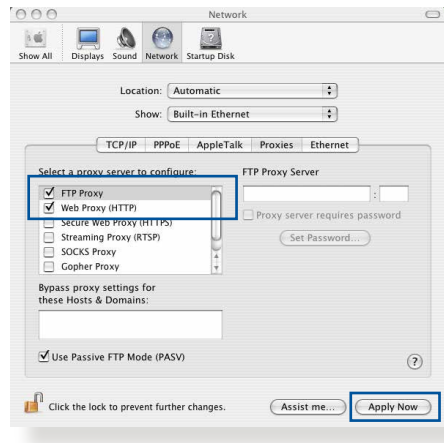 Network
Show All Displays Sound Network Startup Disk
Location: Automatic
Show: Built-in Ethernet
TCP/IP PPPoE AppleTalk Proxies Ethernet
Select a proxy server to configure:
FTP Proxy
Web Proxy (HTTP)
Secure Web Proxy (HTTPS)
Streaming Proxy (RTSP)
SOCKS Proxy
Gopher Proxy
FTP Proxy Server
:
Proxy server requires password
Set Password...
Bypass proxy settings for
these Hosts & Domains:
Use Passive FTP Mode (PASV)
?
Click the lock to prevent further changes.
Assist me...
Apply Now